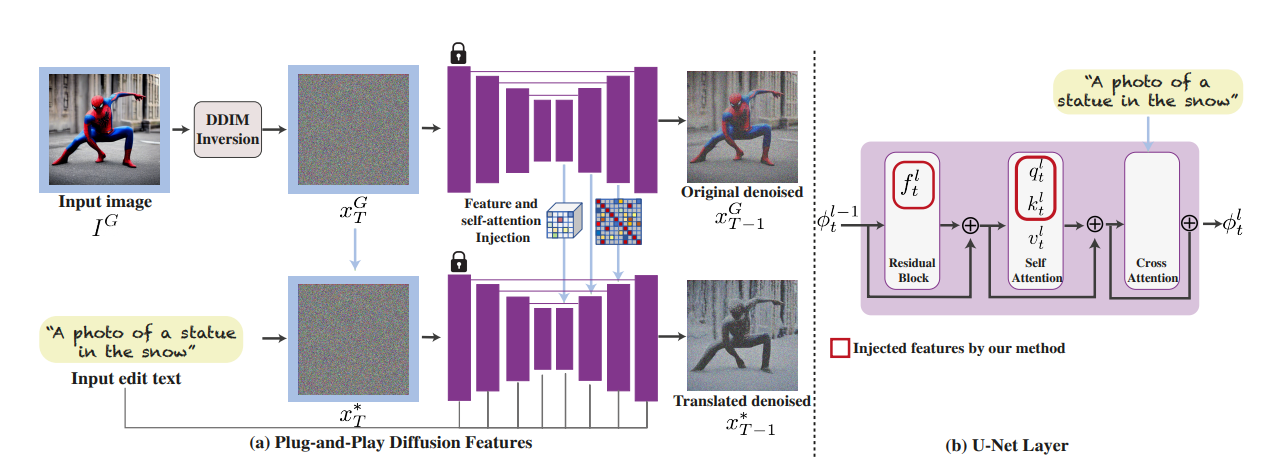 DDIM
Inversion
Input image
I^G
x_T^G
Feature and
self-attention
Injection
Original denoised
x_{T-1}^G
"A photo of a statue
in the snow"
Input edit text
x_T^*
Translated denoised
x_{T-1}^*
(a) Plug-and-Play Diffusion Features
"A photo of a
statue in the snow"
ϕ_t^{l-1}
f_t^l
Residual
Block
⊕
q_t^l
k_t^l
v_t^l
Self
Attention
⊕
Cross
Attention
⊕
ϕ_t^l
Injected features by our method
(b) U-Net Layer